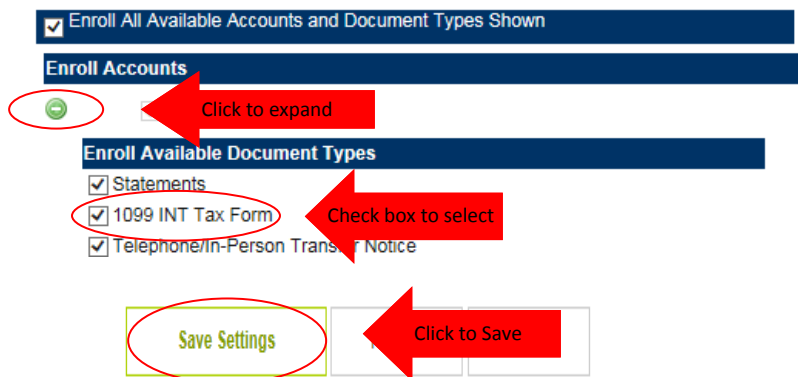 Enroll All Available Accounts and Document Types Shown
Enroll Accounts
Click to expand
Enroll Available Document Types
Statements
1099 INT Tax Form
Check box to select
Telephone/In-Person Notice
Save Settings
Click to Save